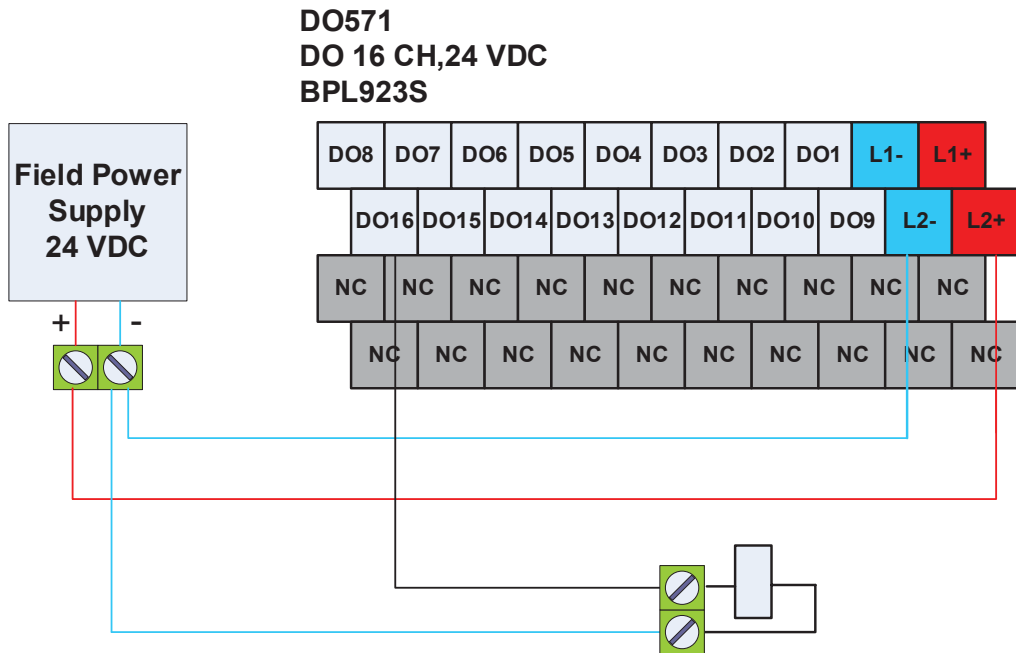 DO571
DO 16 CH,24 VDC
BPL923S
Field Power
Supply
24 VDC
+ -
DO8 DO7 DO6 DO5 DO4 DO3 DO2 DO1 L1- L1+
DO16 DO15 DO14 DO13 DO12 DO11 DO10 DO9 L2- L2+
NC NC NC NC NC NC NC NC NC NC
NC NC NC NC NC NC NC NC NC NC